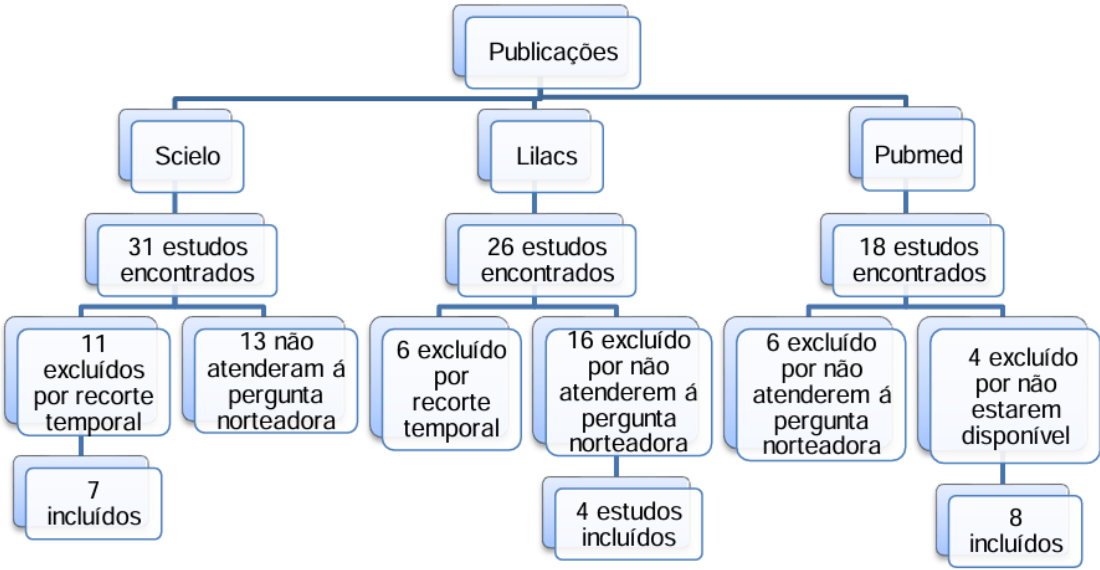 Publicações
Scielo
Lilacs
Pubmed
31 estudos
encontrados
26 estudos
encontrados
18 estudos
encontrados
11
excluídos
por recorte
temporal
13 não
atenderam á
pergunta
norteadora
6 excluído
por
recorte
temporal
16 excluído
por não
atenderem á
pergunta
norteadora
6 excluído
por não
atenderem á
pergunta
norteadora
4 excluído
por não
estarem
disponível
7
incluídos
4 estudos
incluídos
8
incluídos